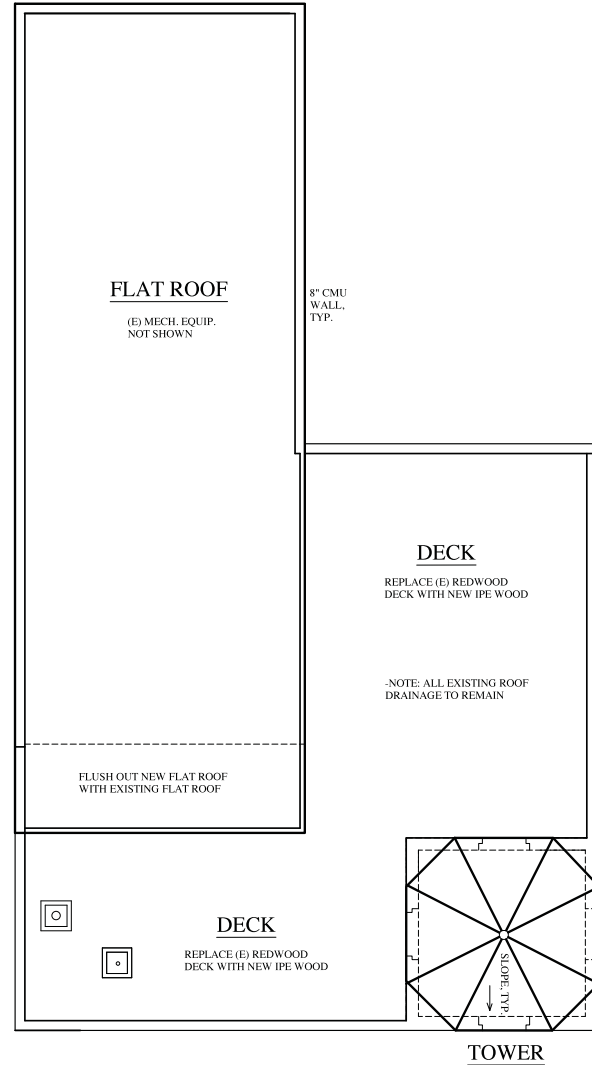 FLAT ROOF
(E) MECH. EQUIP.
NOT SHOWN
8" CMU
WALL,
TYP.
DECK
REPLACE (E) REDWOOD
DECK WITH NEW IPE WOOD
-NOTE: ALL EXISTING ROOF
DRAINAGE TO REMAIN
FLUSH OUT NEW FLAT ROOF
WITH EXISTING FLAT ROOF
DECK
REPLACE (E) REDWOOD
DECK WITH NEW IPE WOOD
SLOPE, TYP.
TOWER